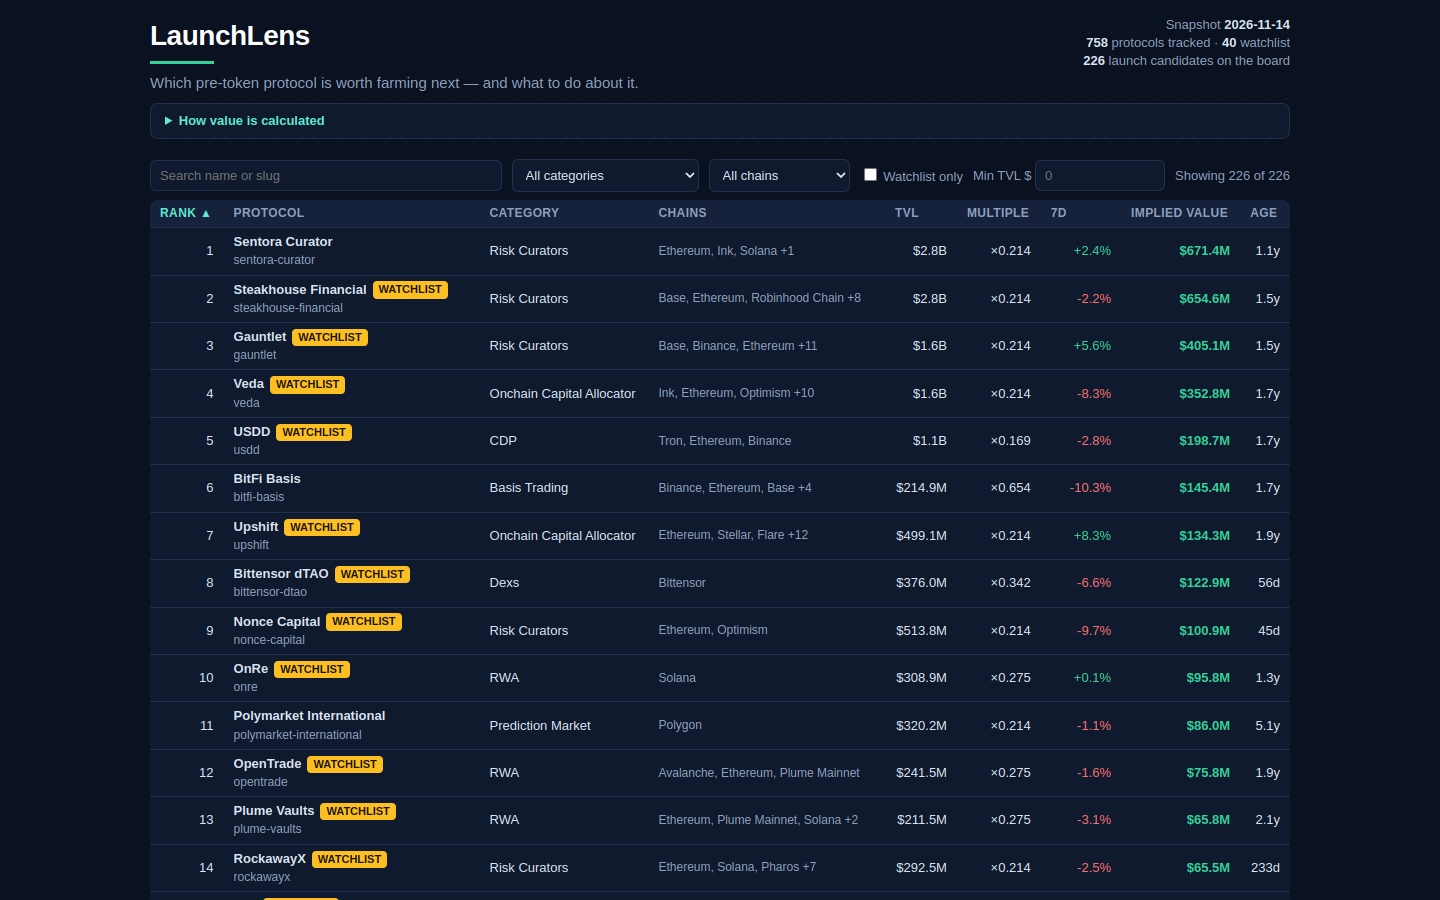 LaunchLens
Snapshot 2026-11-14
758 protocols tracked · 40 watchlist
226 launch candidates on the board
Which pre-token protocol is worth farming next — and what to do about it.
▶ How value is calculated
Search name or slug All categories All chains Watchlist only Min TVL $ 0 Showing 226 of 226
RANK ▲ PROTOCOL CATEGORY CHAINS TVL MULTIPLE 7D IMPLIED VALUE AGE
1 Sentora Curator Risk Curators Ethereum, Ink, Solana +1 $2.8B ×0.214 +2.4% $671.4M 1.1y
sentora-curator
2 Steakhouse Financial WATCHLIST Risk Curators Base, Ethereum, Robinhood Chain +8 $2.8B ×0.214 -2.2% $654.6M 1.5y
steakhouse-financial
3 Gauntlet WATCHLIST Risk Curators Base, Binance, Ethereum +11 $1.6B ×0.214 +5.6% $405.1M 1.5y
gauntlet
4 Veda WATCHLIST Onchain Capital Allocator Ink, Ethereum, Optimism +10 $1.6B ×0.214 -8.3% $352.8M 1.7y
veda
5 USDD WATCHLIST CDP Tron, Ethereum, Binance $1.1B ×0.169 -2.8% $198.7M 1.7y
usdd
6 BitFi Basis Basis Trading Binance, Ethereum, Base +4 $214.9M ×0.654 -10.3% $145.4M 1.7y
bitfi-basis
7 Upshift WATCHLIST Onchain Capital Allocator Ethereum, Stellar, Flare +12 $499.1M ×0.214 +8.3% $134.3M 1.9y
upshift
8 Bittensor dTAO WATCHLIST Dexs Bittensor $376.0M ×0.342 -6.6% $122.9M 56d
bittensor-dtao
9 Nonce Capital WATCHLIST Risk Curators Ethereum, Optimism $513.8M ×0.214 -9.7% $100.9M 45d
nonce-capital
10 OnRe WATCHLIST RWA Solana $308.9M ×0.275 +0.1% $95.8M 1.3y
onre
11 Polymarket International Prediction Market Polygon $320.2M ×0.214 -1.1% $86.0M 5.1y
polymarket-international
12 OpenTrade WATCHLIST RWA Avalanche, Ethereum, Plume Mainnet $241.5M ×0.275 -1.6% $75.8M 1.9y
opentrade
13 Plume Vaults WATCHLIST RWA Ethereum, Plume Mainnet, Solana +2 $211.5M ×0.275 -3.1% $65.8M 2.1y
plume-vaults
14 RockawayX WATCHLIST Risk Curators Ethereum, Solana, Pharos +7 $292.5M ×0.214 -2.5% $65.5M 233d
rockawayx